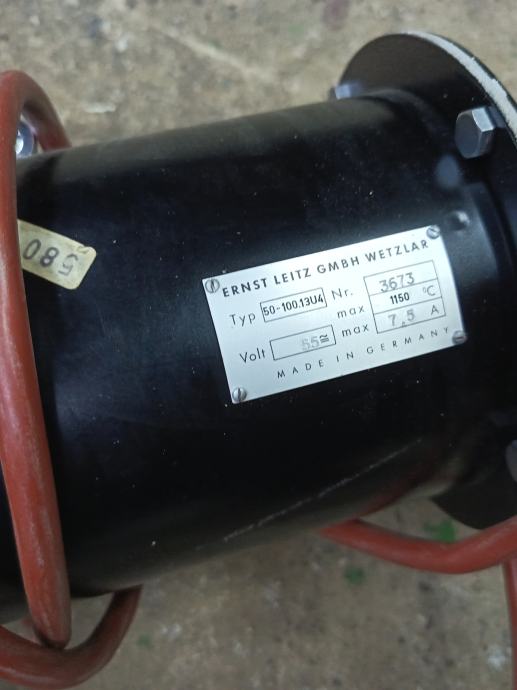 ERNST LEITZ GMBH WETZLAR
Typ 50-100.13U4 Nr. 3673
max 1150 °C
Volt 55≅ max 7,5 A
MADE IN GERMANY
580